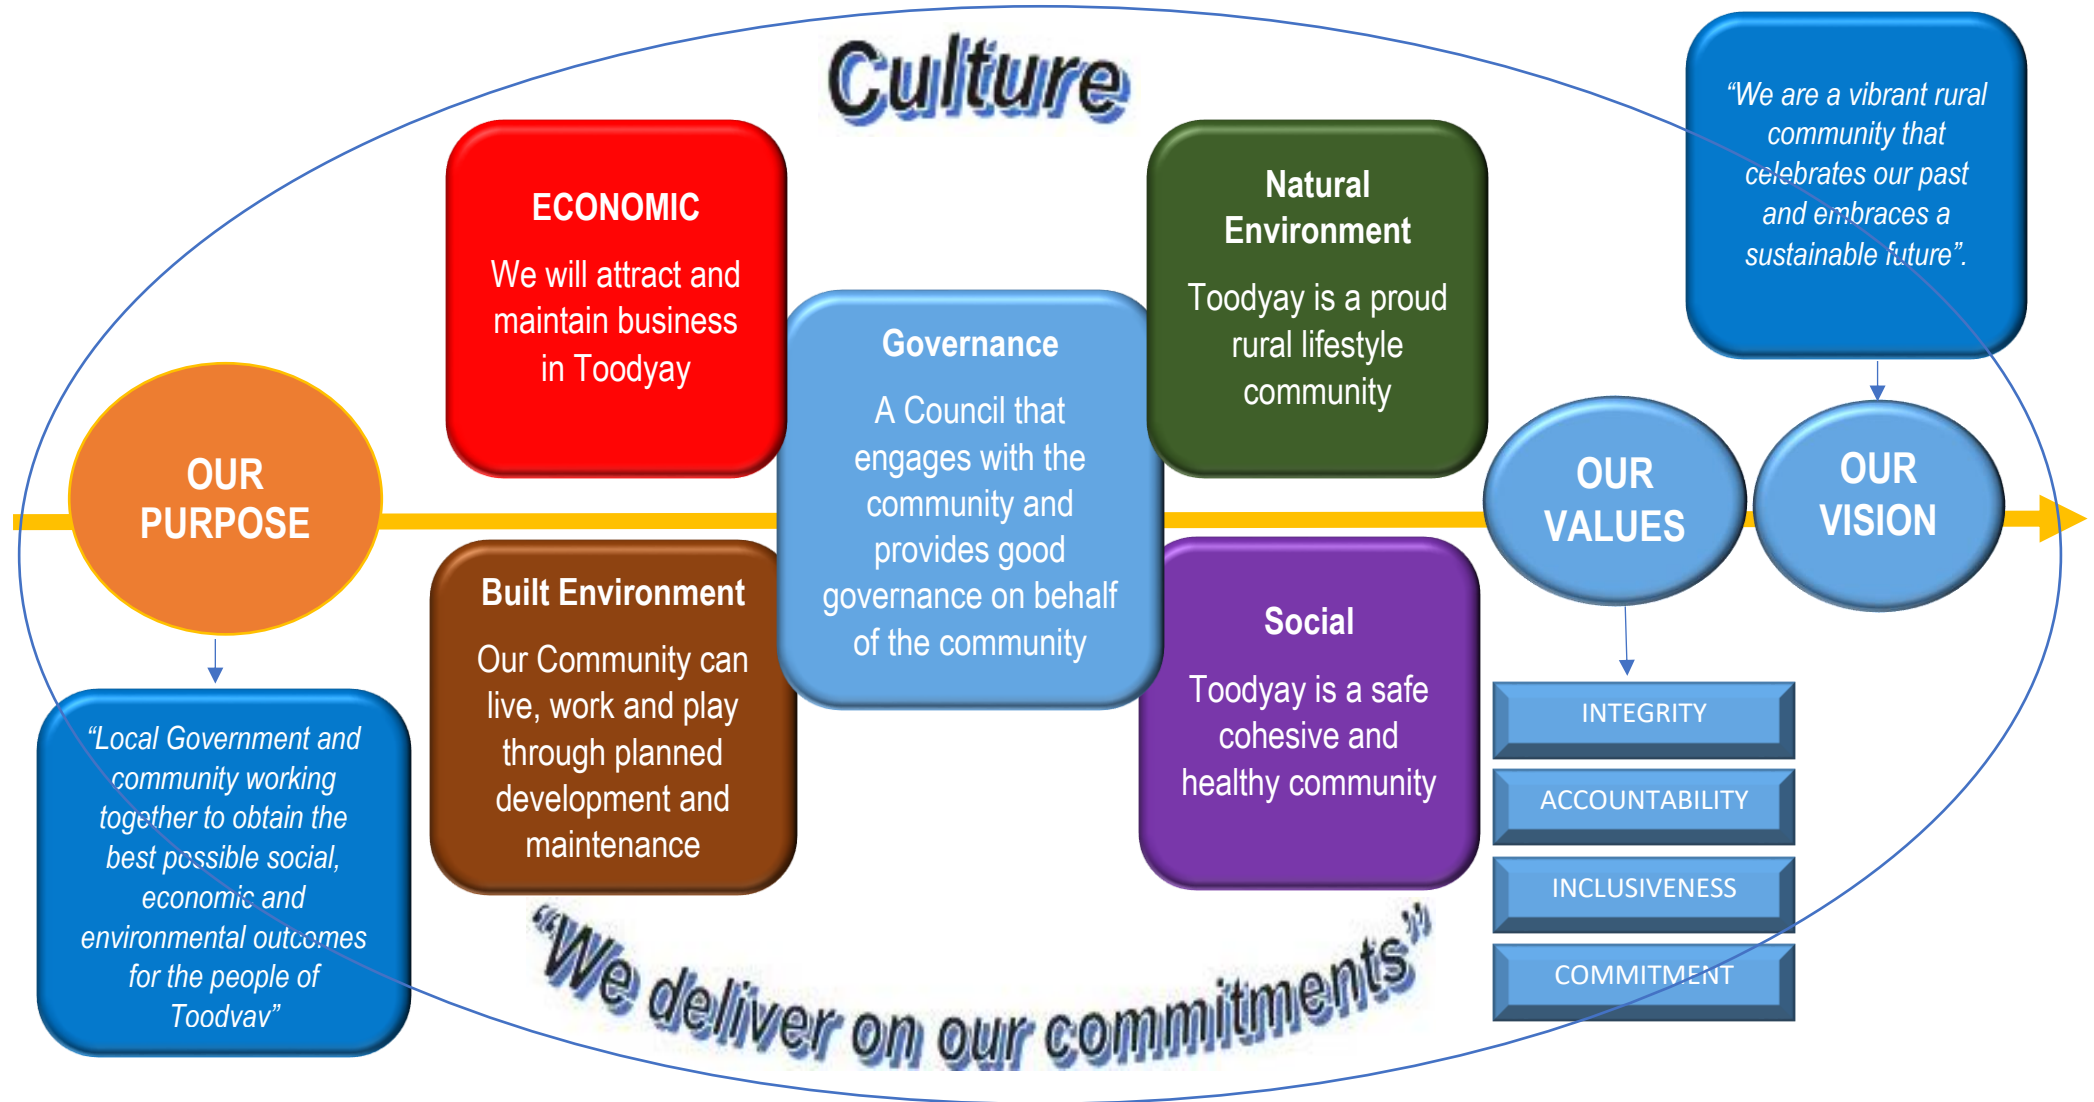 Culture
ECONOMIC
We will attract and
maintain business
in Toodyay
Natural
Environment
Toodyay is a proud
rural lifestyle
community
“We are a vibrant rural
community that
celebrates our past
and embraces a
sustainable future”.
Governance
A Council that
engages with the
community and
provides good
governance on behalf
of the community
OUR
PURPOSE
OUR
VALUES
OUR
VISION
Built Environment
Our Community can
live, work and play
through planned
development and
maintenance
Social
Toodyay is a safe
cohesive and
healthy community
“Local Government and
community working
together to obtain the
best possible social,
economic and
environmental outcomes
for the people of
Toodyay”
INTEGRITY
ACCOUNTABILITY
INCLUSIVENESS
COMMITMENT
“We deliver on our commitments”